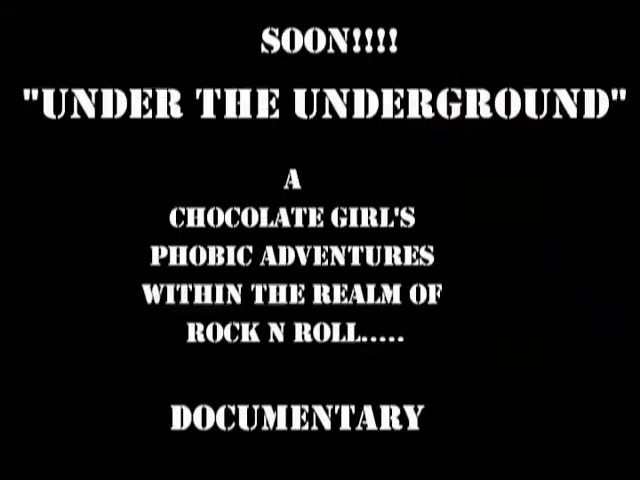 SOON!!!!
"UNDER THE UNDERGROUND"
A
CHOCOLATE GIRL'S
PHOBIC ADVENTURES
WITHIN THE REALM OF
ROCK N ROLL.....
DOCUMENTARY